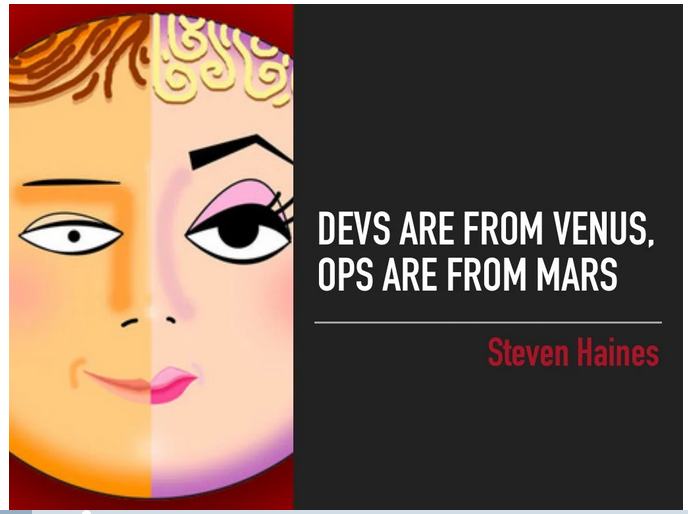 DEVS ARE FROM VENUS,
OPS ARE FROM MARS
Steven Haines